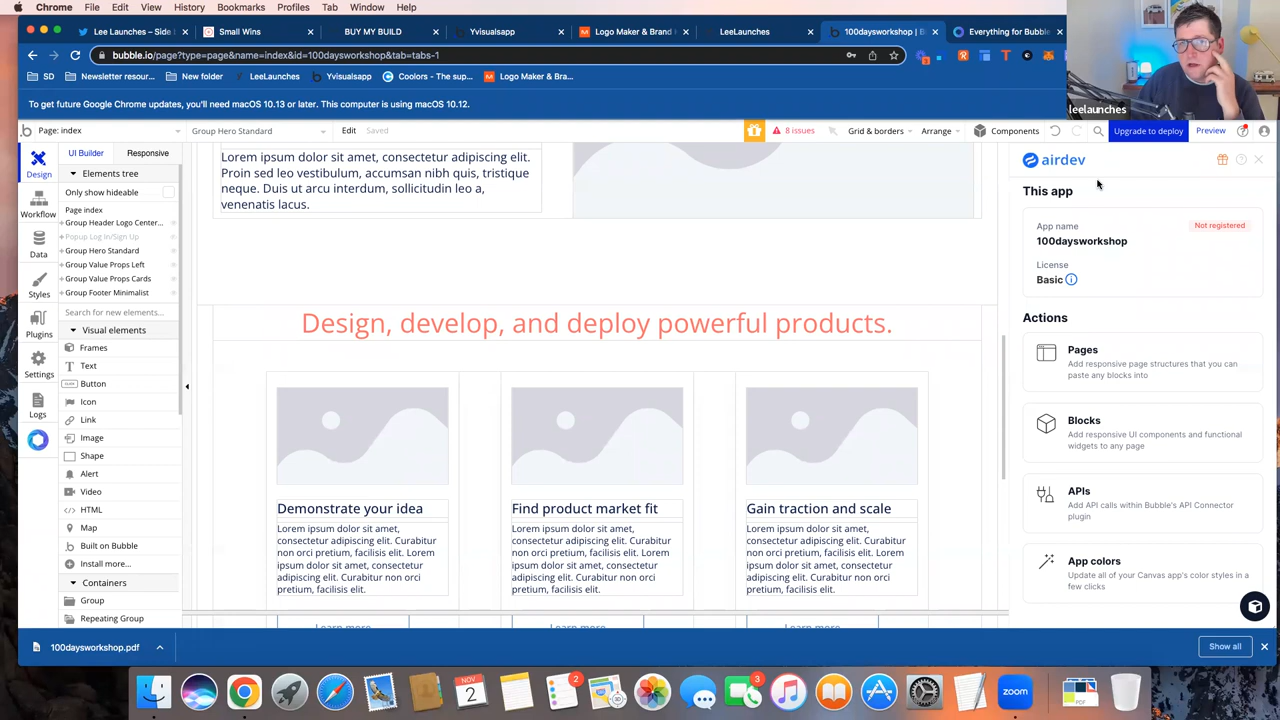 Chrome File Edit View History Bookmarks Profiles Tab Window Help
Lee Launches – Side
Small Wins
BUY MY BUILD
Yvisualsapp
Logo Maker & Brand
LeeLaunches
100daysworkshop | B
Everything for Bubble
bubble.io/page?type=page&name=index&id=100daysworkshop&tab=tabs-1
SD
Newsletter resour...
New folder
LeeLaunches
Yvisualsapp
Coolors - The sup...
Logo Maker & Bra...
leelaunches
To get future Google Chrome updates, you'll need macOS 10.13 or later. This computer is using macOS 10.12.
Page: index
Group Hero Standard
Edit
Saved
8 issues
Grid & borders
Arrange
Components
Upgrade to deploy
Preview
Design
Workflow
Data
Styles
Plugins
Settings
Logs
UI Builder
Responsive
Elements tree
Only show hideable
Page index
Group Header Logo Center...
Popup Log In/Sign Up
Group Hero Standard
Group Value Props Left
Group Value Props Cards
Group Footer Minimalist
Search for new elements...
Visual elements
Frames
Text
Button
Icon
Link
Image
Shape
Alert
Video
HTML
Map
Built on Bubble
Install more...
Containers
Group
Repeating Group
Lorem ipsum dolor sit amet, consectetur adipiscing elit.
Proin sed leo vestibulum, accumsan nibh quis, tristique
neque. Duis ut arcu interdum, sollicitudin leo a,
venenatis lacus.
Design, develop, and deploy powerful products.
Demonstrate your idea
Lorem ipsum dolor sit amet,
consectetur adipiscing elit. Curabitur
non orci pretium, facilisis elit. Lorem
ipsum dolor sit amet, consectetur
adipiscing elit. Curabitur non orci
pretium, facilisis elit.
Learn more
Find product market fit
Lorem ipsum dolor sit amet,
consectetur adipiscing elit. Curabitur
non orci pretium, facilisis elit. Lorem
ipsum dolor sit amet, consectetur
adipiscing elit. Curabitur non orci
pretium, facilisis elit.
Learn more
Gain traction and scale
Lorem ipsum dolor sit amet,
consectetur adipiscing elit. Curabitur
non orci pretium, facilisis elit. Lorem
ipsum dolor sit amet, consectetur
adipiscing elit. Curabitur non orci
pretium, facilisis elit.
Learn more
airdev
This app
App name
Not registered
100daysworkshop
License
Basic
Actions
Pages
Add responsive page structures that you can
paste any blocks into
Blocks
Add responsive UI components and functional
widgets to any page
APIs
Add API calls within Bubble's API Connector
plugin
App colors
Update all of your Canvas app's color styles in a
few clicks
100daysworkshop.pdf
Show all
NOV
2
2
3
zoom
PDF